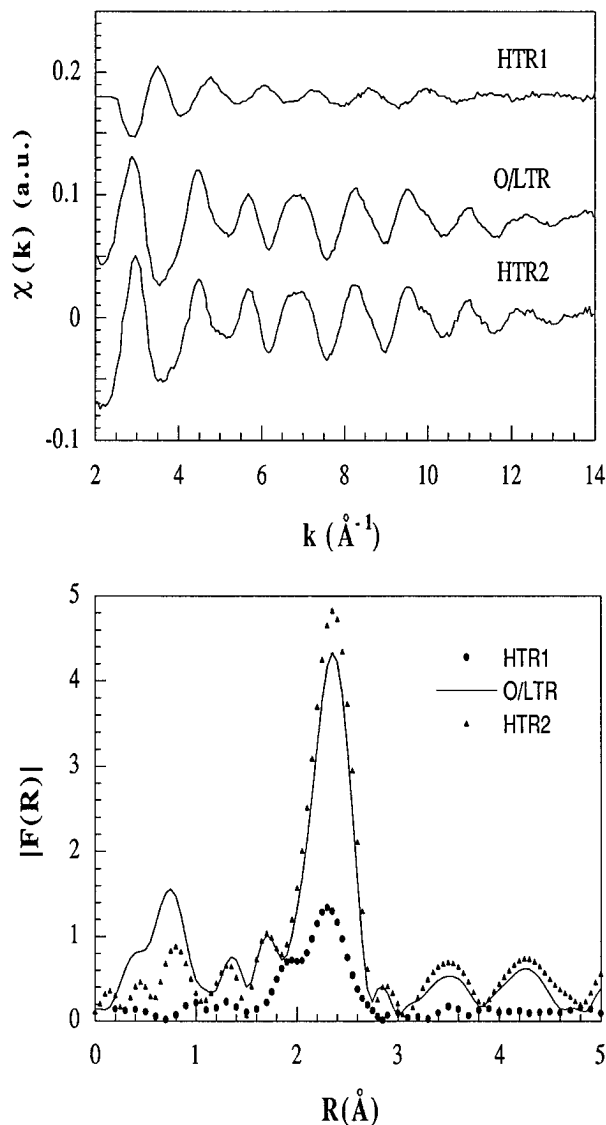 HTR1
O/LTR
HTR2
χ(k) (a.u.)
0.2
0.1
0
-0.1
2 4 6 8 10 12 14
k (Å⁻¹)
|F(R)|
5
4
3
2
1
0
HTR1
O/LTR
HTR2
0 1 2 3 4 5
R(Å)